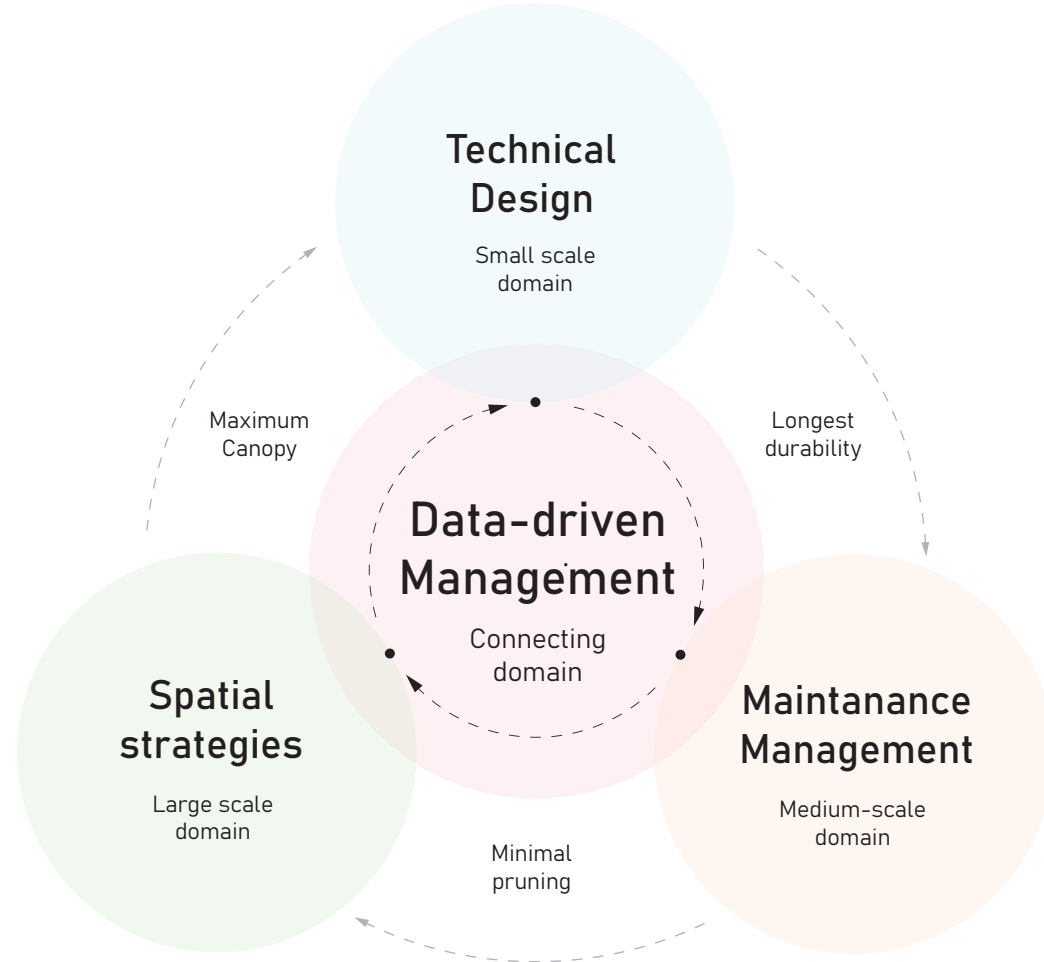 Technical
Design
Small scale
domain
Maximum
Canopy
Longest
durability
Data-driven
Management
Connecting
domain
Spatial
strategies
Large scale
domain
Maintanance
Management
Medium-scale
domain
Minimal
pruning